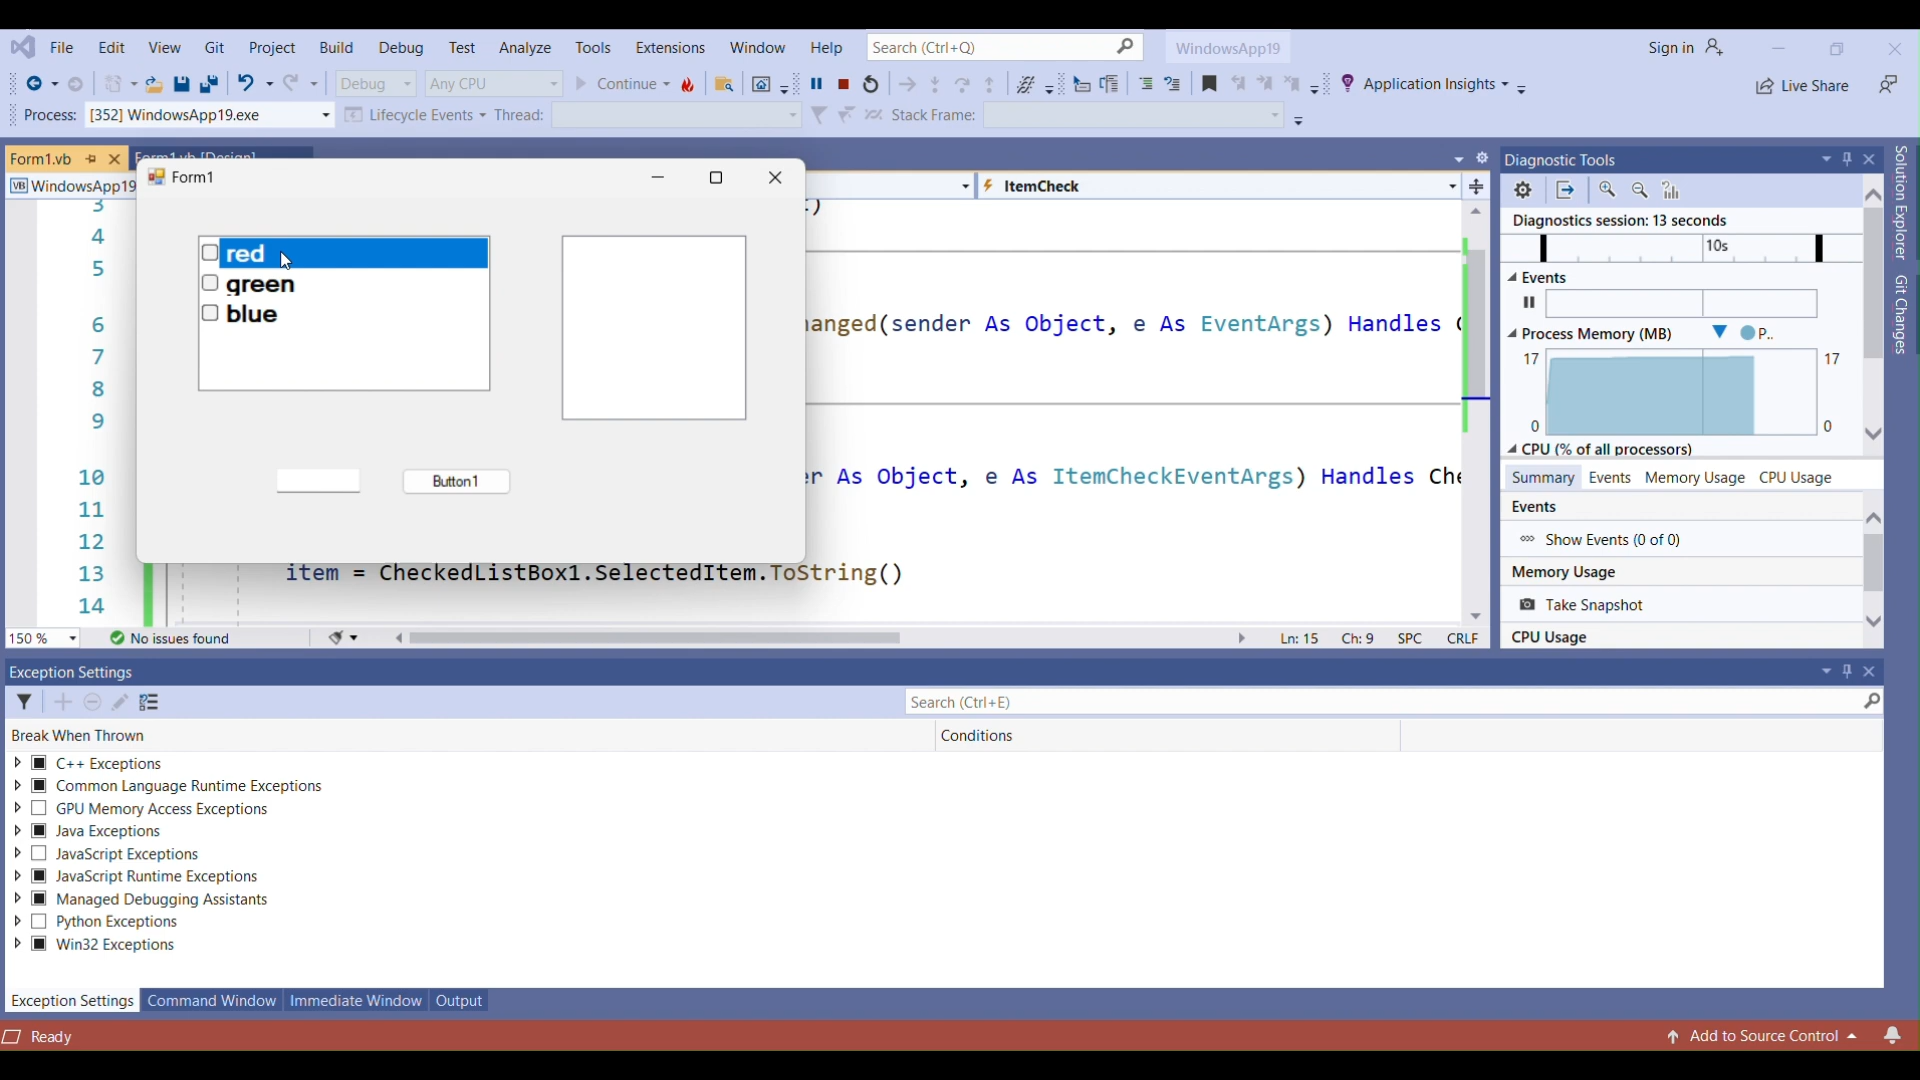 File Edit View Git Project Build Debug Test Analyze Tools Extensions Window Help Search (Ctrl+Q) WindowsApp19 Sign in
Debug Any CPU Continue Application Insights Live Share
Process: [352] WindowsApp19.exe Lifecycle Events Thread: Stack Frame:
Form1.vb Form1.vb [Design] Diagnostic Tools
VB WindowsApp19 ItemCheck
Form1
Solution Explorer
Git Changes
Diagnostics session: 13 seconds
10s
Events
Process Memory (MB) P..
17 17
0 0
CPU (% of all processors)
Summary Events Memory Usage CPU Usage
Events
Show Events (0 of 0)
Memory Usage
Take Snapshot
CPU Usage
red
green
blue
Button1
3
4
5
6 anged(sender As Object, e As EventArgs) Handles
7
8
9
10 As Object, e As ItemCheckEventArgs) Handles Che
11
12
13 item = CheckedListBox1.SelectedItem.ToString()
14
150 % No issues found Ln: 15 Ch: 9 SPC CRLF
Exception Settings
Search (Ctrl+E)
Break When Thrown Conditions
C++ Exceptions
Common Language Runtime Exceptions
GPU Memory Access Exceptions
Java Exceptions
JavaScript Exceptions
JavaScript Runtime Exceptions
Managed Debugging Assistants
Python Exceptions
Win32 Exceptions
Exception Settings Command Window Immediate Window Output
Ready Add to Source Control